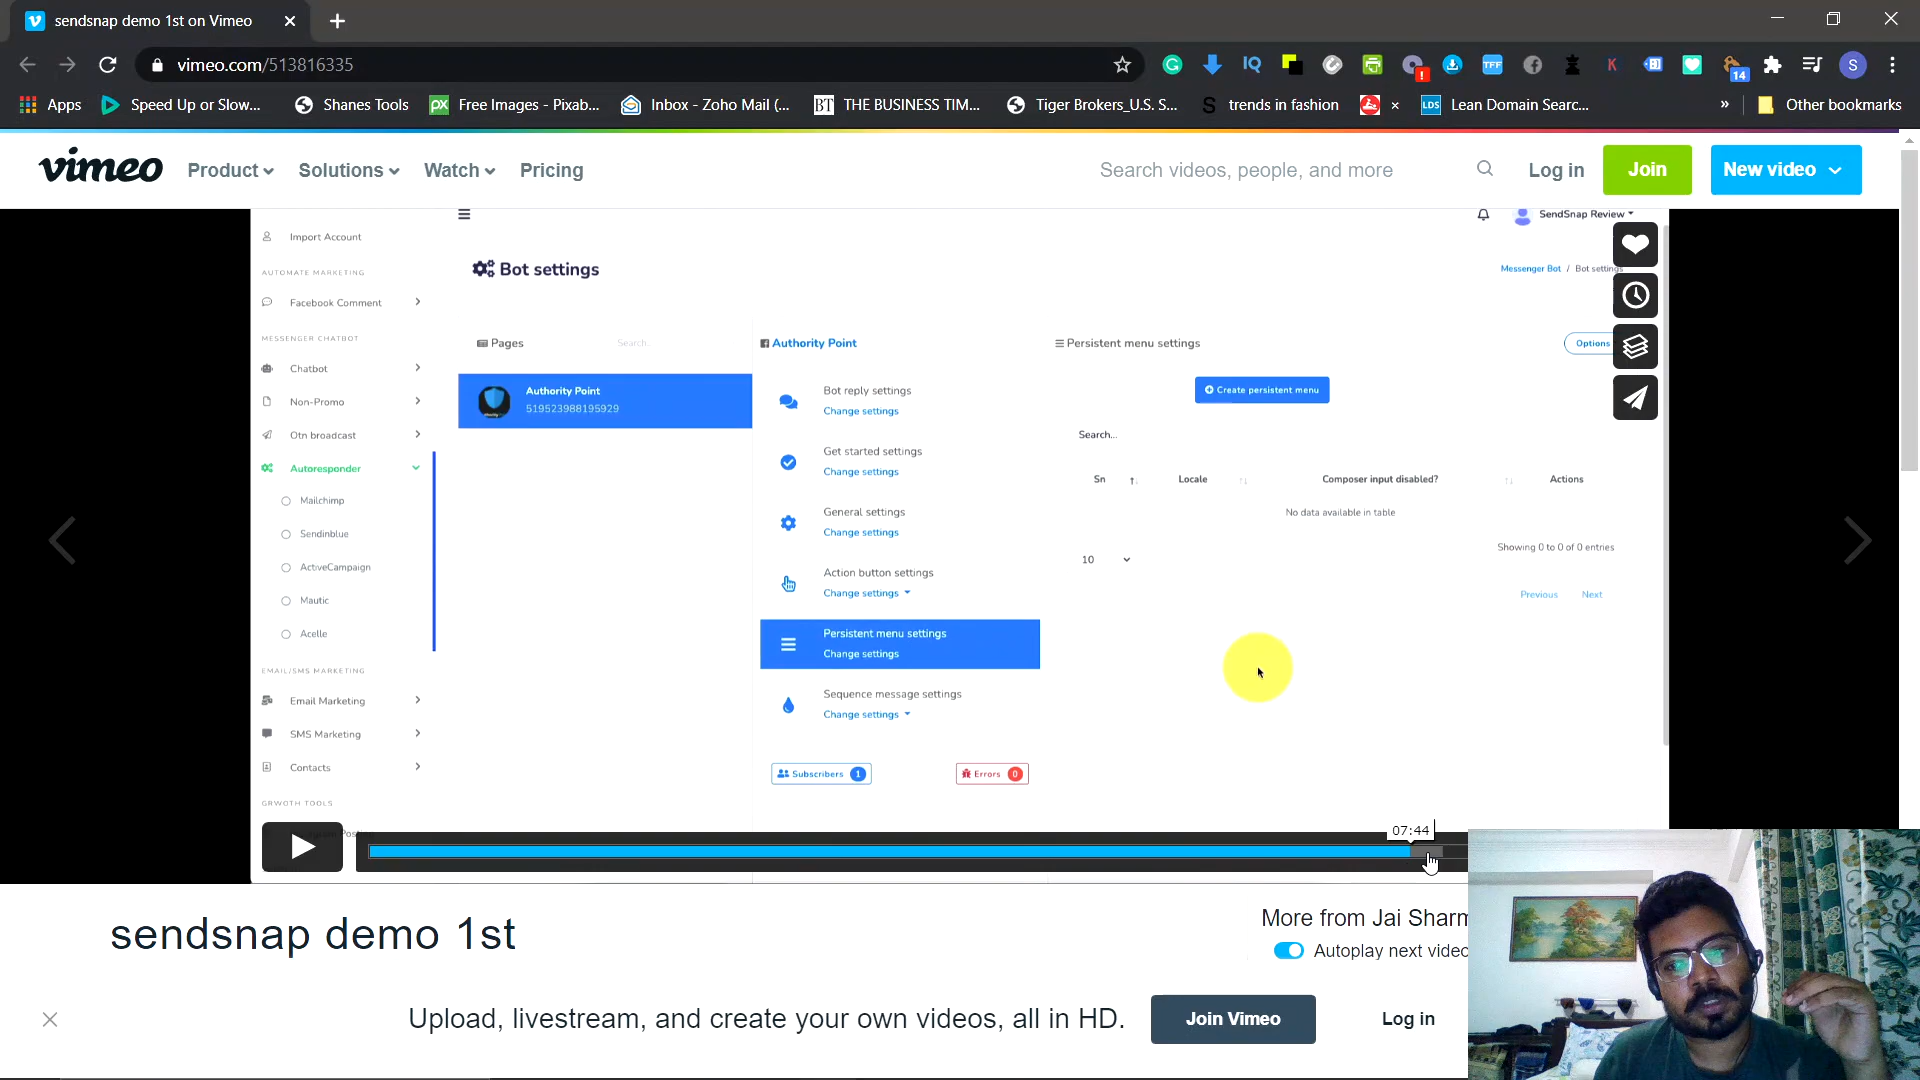 sendsnap demo 1st on Vimeo
vimeo.com/513816335
IQ
TFF
K
14
S
Apps
Speed Up or Slow...
Shanes Tools
px Free Images - Pixab...
Inbox - Zoho Mail (...
BT THE BUSINESS TIM...
Tiger Brokers_U.S. S...
S trends in fashion
LDS Lean Domain Searc...
» Other bookmarks
vimeo
Product
Solutions
Watch
Pricing
Search videos, people, and more
Log in
Join
New video
SendSnap Review
Import Account
AUTOMATE MARKETING
Facebook Comment
MESSENGER CHATBOT
Chatbot
Non-Promo
Otn broadcast
Autoresponder
Mailchimp
Sendinblue
ActiveCampaign
Mautic
Acelle
EMAIL/SMS MARKETING
Email Marketing
SMS Marketing
Contacts
GRWOTH TOOLS
Bot settings
Messenger Bot / Bot settings
Pages
Search..
Authority Point
519523988195929
Authority Point
Bot reply settings
Change settings
Get started settings
Change settings
General settings
Change settings
Action button settings
Change settings
Persistent menu settings
Change settings
Sequence message settings
Change settings
Subscribers 1
Errors 0
Persistent menu settings
Options
Create persistent menu
Search...
Sn
Locale
Composer input disabled?
Actions
No data available in table
Showing 0 to 0 of 0 entries
10
Previous
Next
07:44
sendsnap demo 1st
More from Jai Sharm
Autoplay next video
Upload, livestream, and create your own videos, all in HD.
Join Vimeo
Log in